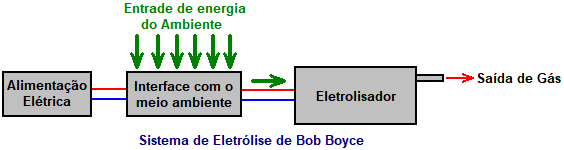 Entrade de energia
do Ambiente
Alimentação
Elétrica
Interface com o
meio ambiente
Eletrolisador
Saída de Gás
Sistema de Eletrólise de Bob Boyce